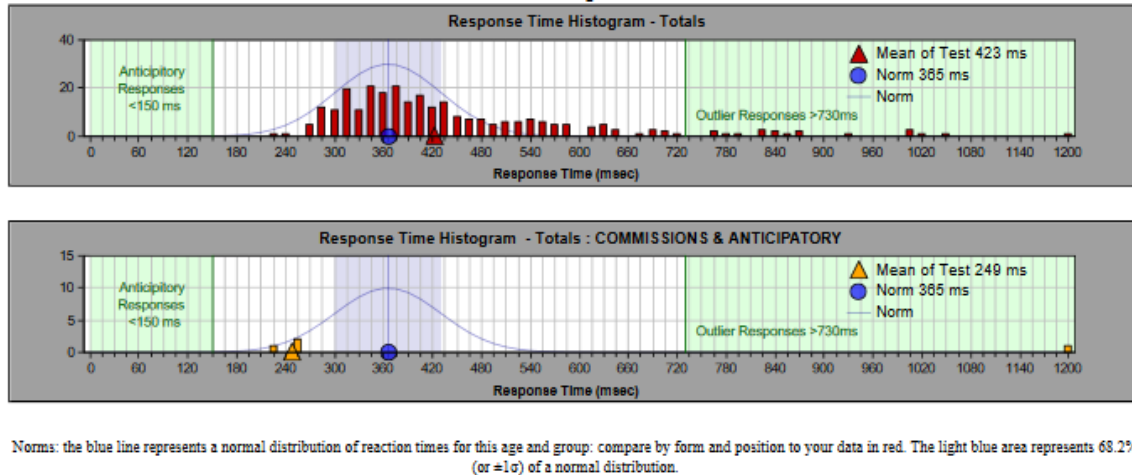 Response Time Histogram - Totals
40
20
0
Anticipatory
Responses
<150 ms
Mean of Test 423 ms
Norm 365 ms
Norm
Outlier Responses >730ms
0 60 120 180 240 300 360 420 480 540 600 660 720 780 840 900 960 1020 1080 1140 1200
Response Time (msec)
Response Time Histogram - Totals : COMMISSIONS & ANTICIPATORY
15
10
5
0
Anticipatory
Responses
<150 ms
Mean of Test 249 ms
Norm 365 ms
Norm
Outlier Responses >730ms
0 60 120 180 240 300 360 420 480 540 600 660 720 780 840 900 960 1020 1080 1140 1200
Response Time (msec)
Norms: the blue line represents a normal distribution of reaction times for this age and group: compare by form and position to your data in red. The light blue area represents 68.2%
(or ±1σ) of a normal distribution.